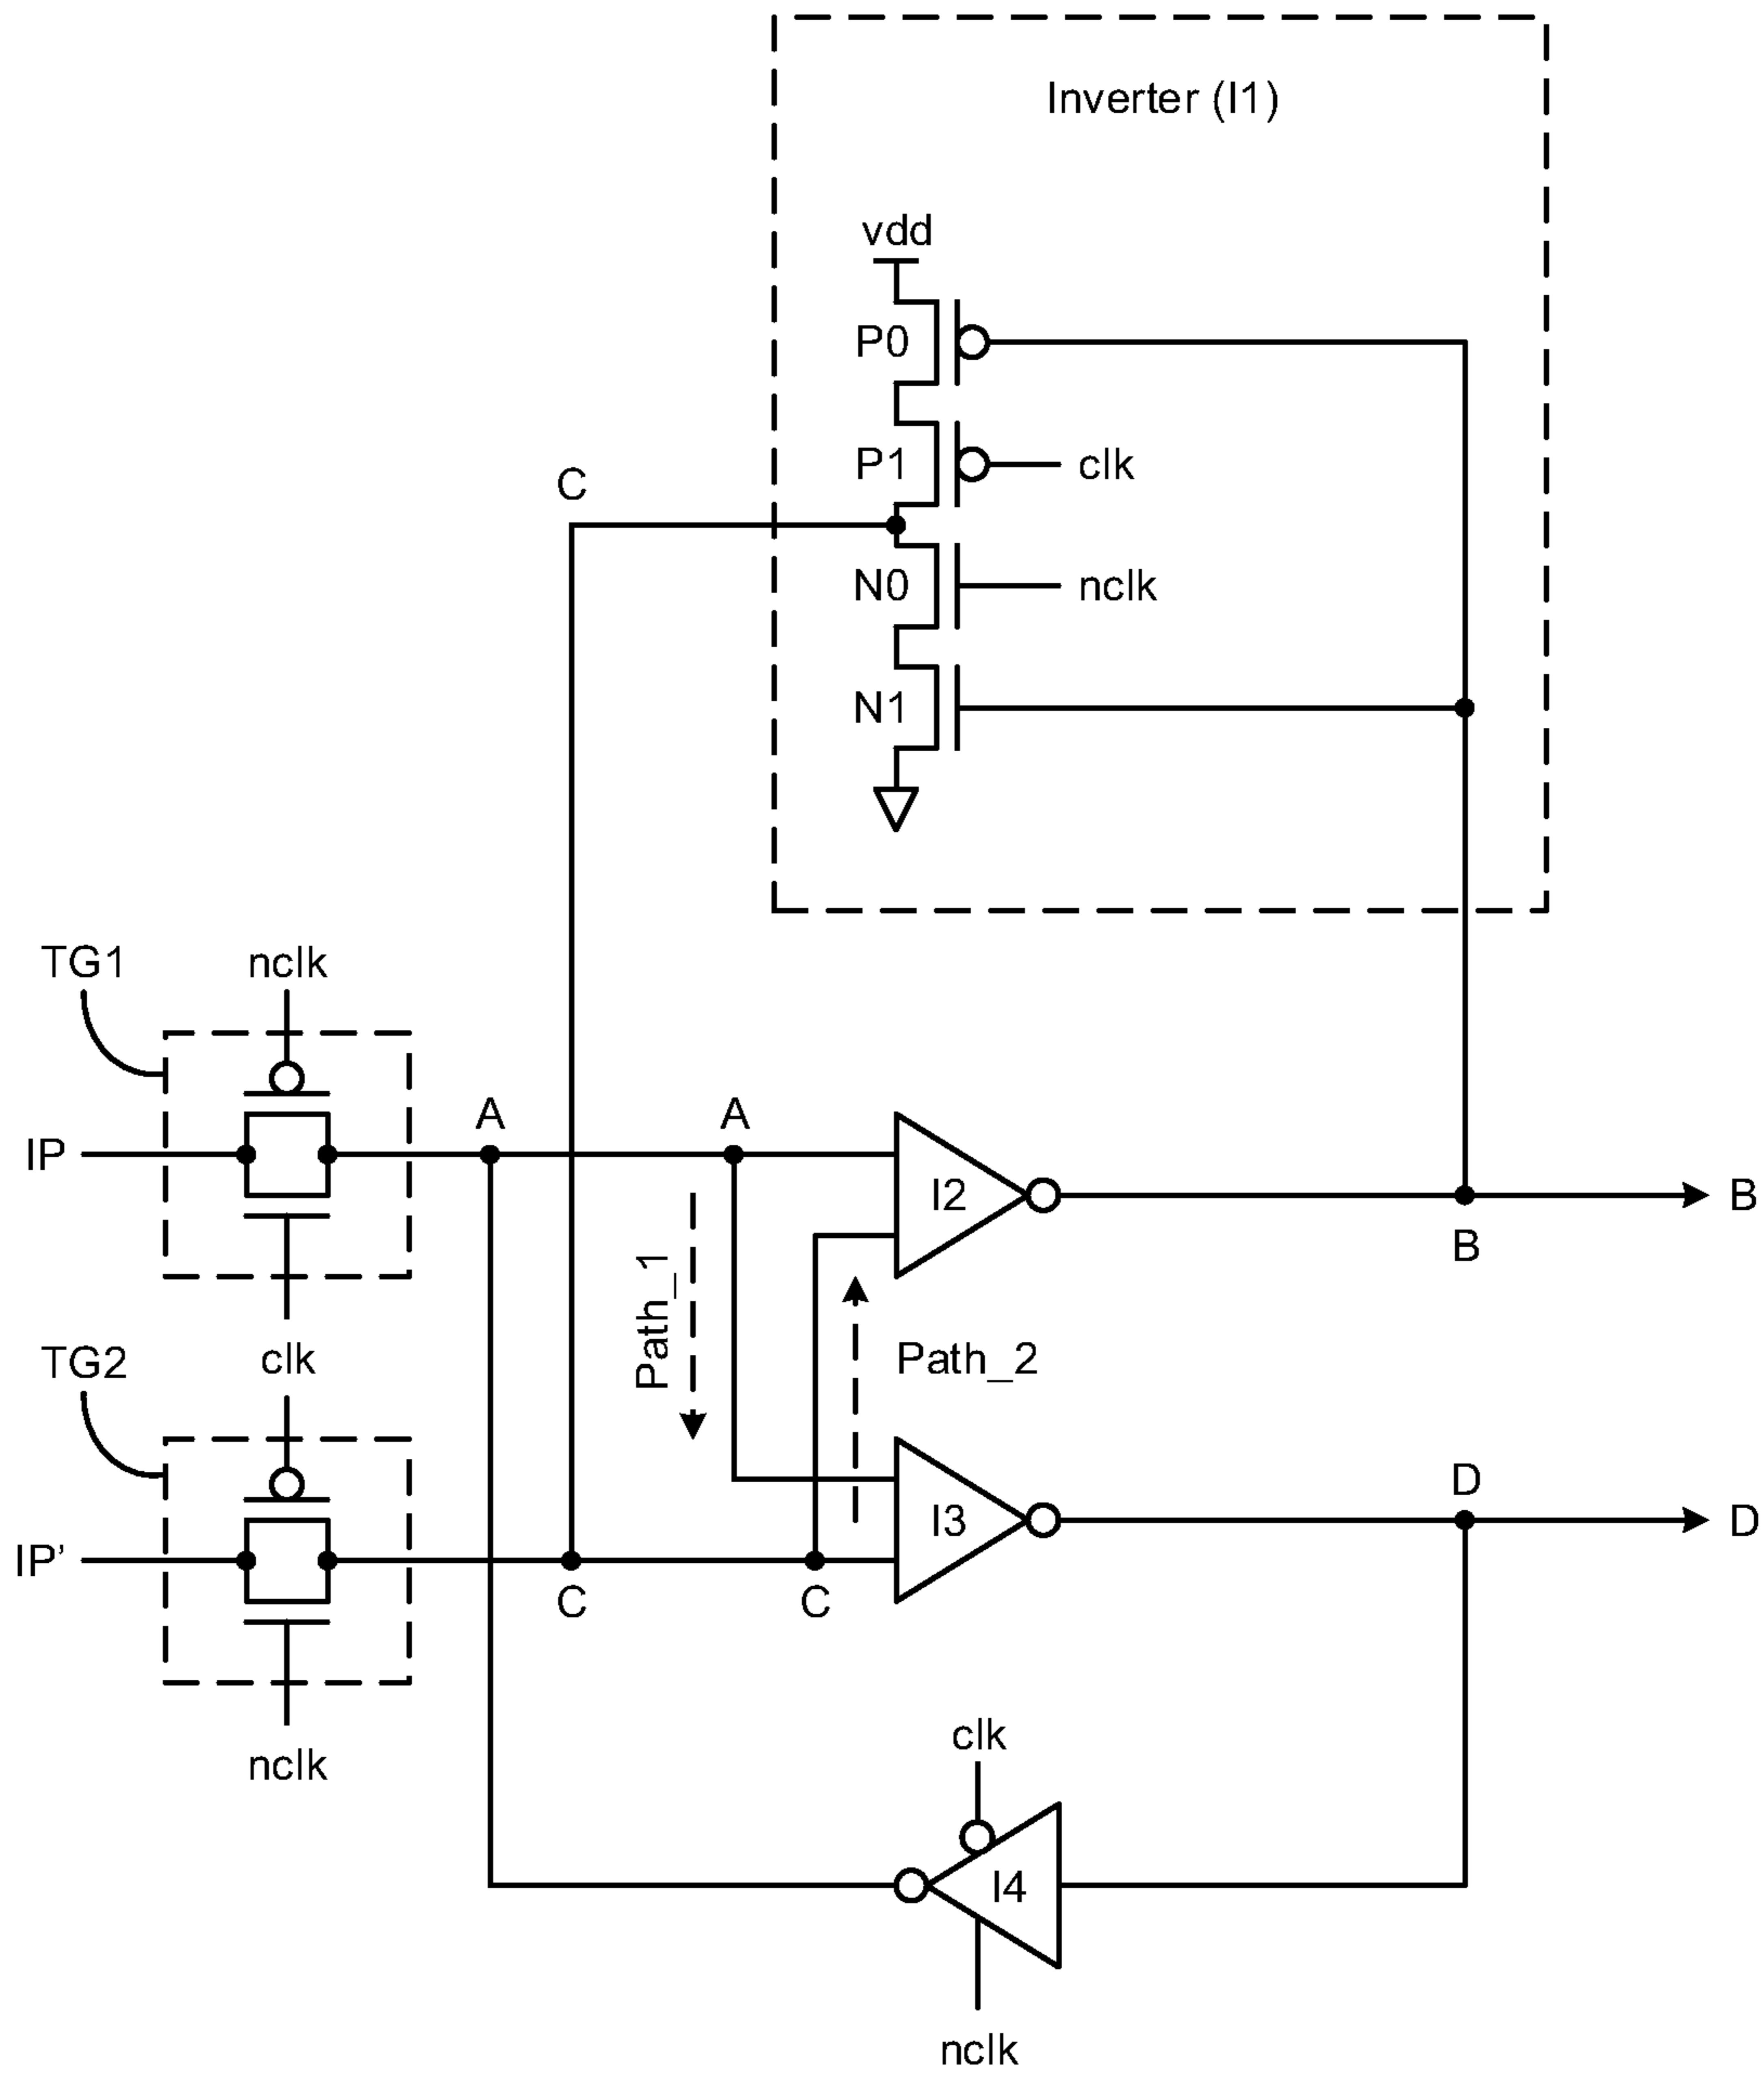 Inverter (I1)
vdd
P0
P1
clk
C
N0
nclk
N1
TG1
nclk
A
A
IP
I2
B
B
Path_1
Path_2
clk
TG2
D
I3
D
IP’
C
C
nclk
clk
I4
nclk